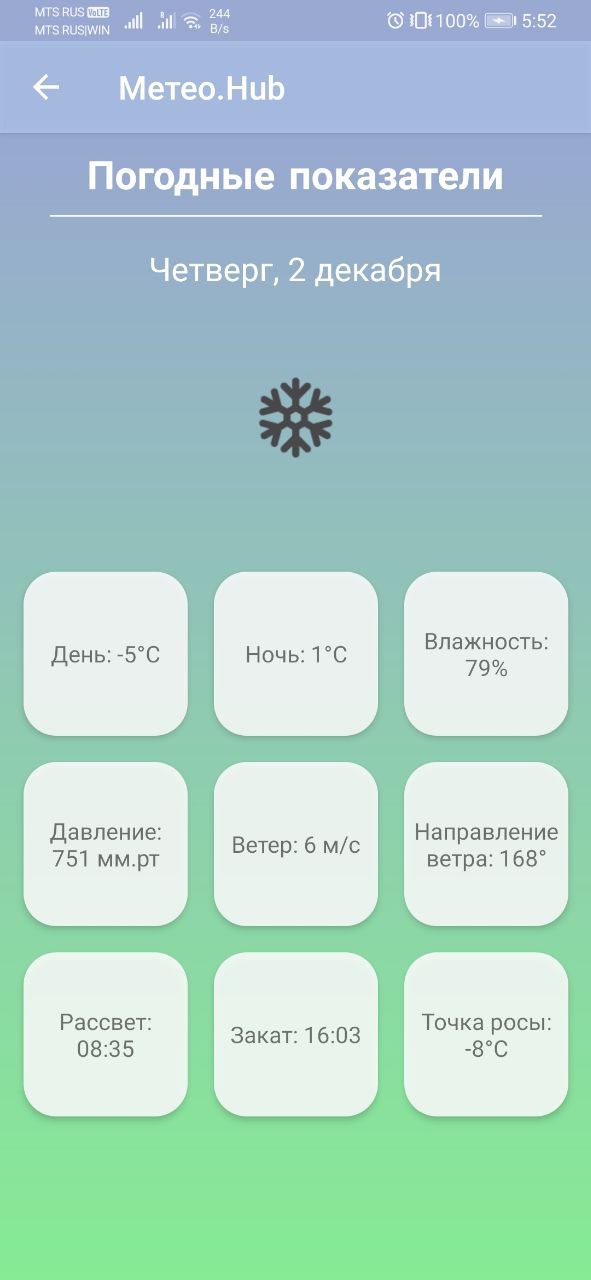 MTS RUS VoLTE
MTS RUS|WIN
244
B/s
100%
5:52
Метео.Hub
Погодные показатели
Четверг, 2 декабря
День: -5°C
Ночь: 1°C
Влажность:
79%
Давление:
751 мм.рт
Ветер: 6 м/с
Направление
ветра: 168°
Рассвет:
08:35
Закат: 16:03
Точка росы:
-8°C